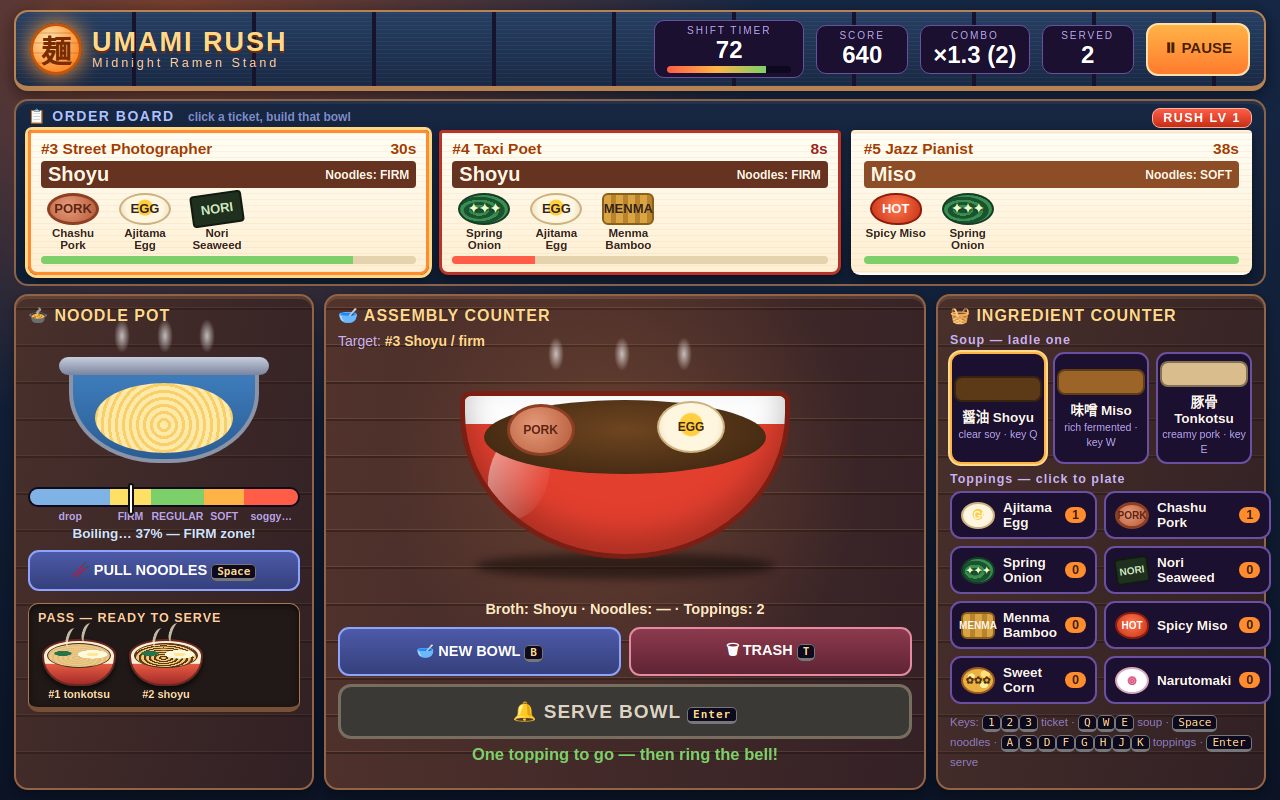 麺
UMAMI RUSH
Midnight Ramen Stand
SHIFT TIMER
72
SCORE
640
COMBO
×1.3 (2)
SERVED
2
⏸ PAUSE
📋 ORDER BOARD click a ticket, build that bowl
RUSH LV 1
#3 Street Photographer 30s
Shoyu Noodles: FIRM
PORK EGG NORI
Chashu Pork
Ajitama Egg
Nori Seaweed
#4 Taxi Poet 8s
Shoyu Noodles: FIRM
✦✦✦ EGG MENMA
Spring Onion
Ajitama Egg
Menma Bamboo
#5 Jazz Pianist 38s
Miso Noodles: SOFT
HOT ✦✦✦
Spicy Miso
Spring Onion
🍲 NOODLE POT
drop FIRM REGULAR SOFT soggy…
Boiling… 37% — FIRM zone!
🥢 PULL NOODLES Space
PASS — READY TO SERVE
#1 tonkotsu #2 shoyu
🥣 ASSEMBLY COUNTER
Target: #3 Shoyu / firm
PORK EGG
Broth: Shoyu · Noodles: — · Toppings: 2
🥣 NEW BOWL B
🗑 TRASH T
🔔 SERVE BOWL Enter
One topping to go — then ring the bell!
🧺 INGREDIENT COUNTER
Soup — ladle one
醤油 Shoyu
clear soy · key Q
味噌 Miso
rich fermented ·
key W
豚骨
Tonkotsu
creamy pork · key
E
Toppings — click to plate
Ajitama Egg 1
PORK Chashu Pork 1
✦✦✦ Spring Onion 0
NORI Nori Seaweed 0
MENMA Menma Bamboo 0
HOT Spicy Miso 0
✿✿✿ Sweet Corn 0
Narutomaki 0
Keys: 1 2 3 ticket · Q W E soup · Space
noodles · A S D F G H J K toppings · Enter
serve